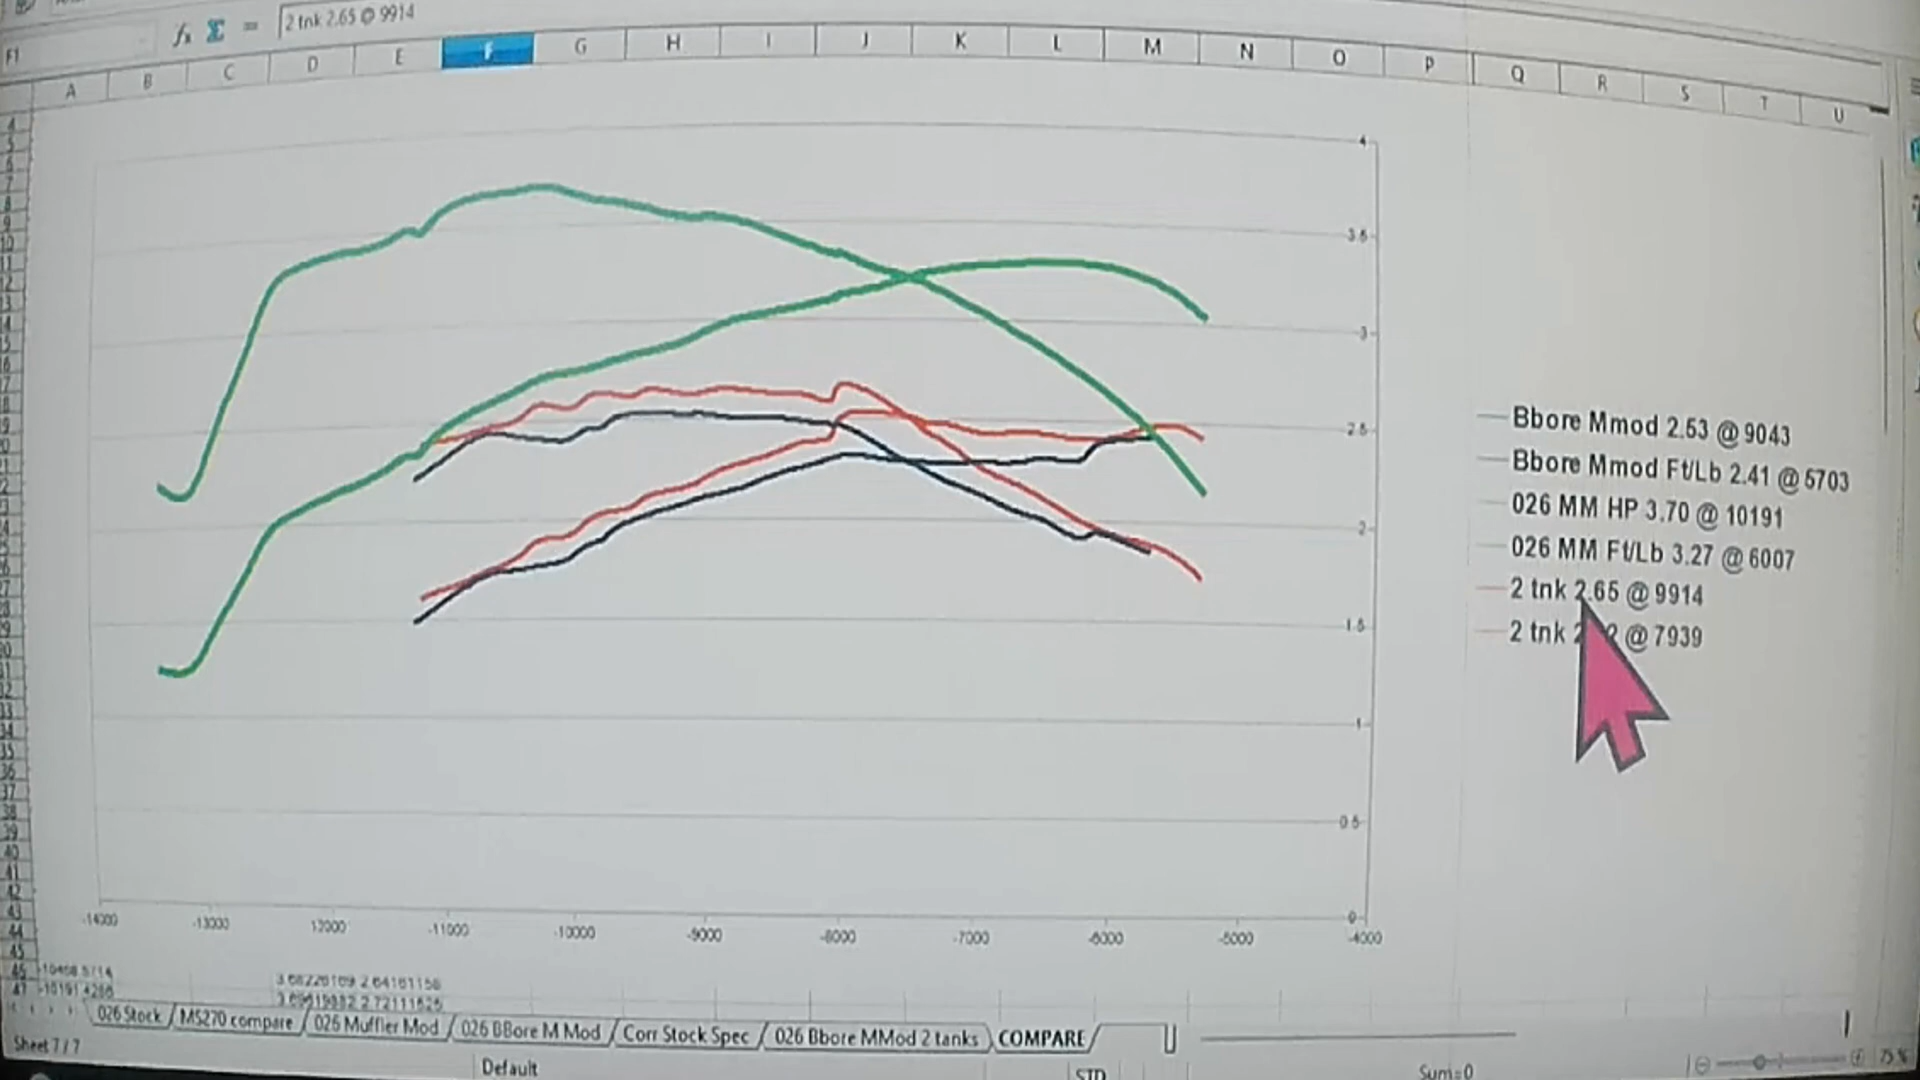 2 tnk 2.65 @ 9914
F1
A B C D E F G H I J K L M N O P Q R S T U
4
3.5
3
2.5
2
1.5
1
0.5
0
-14000 -13000 12000 -11000 -10000 -9000 -8000 -7000 -6000 -5000 -4000
Bbore Mmod 2.53 @ 9043
Bbore Mmod Ft/Lb 2.41 @ 5703
026 MM HP 3.70 @ 10191
026 MM Ft/Lb 3.27 @ 6007
2 tnk 2.65 @ 9914
2 tnk @ 7939
026 Stock MS270 compare 026 Muffler Mod 026 BBore M Mod Corr Stock Spec 026 Bbore MMod 2 tanks COMPARE
Sheet 7 / 7 Default STD Sum=0 75 %